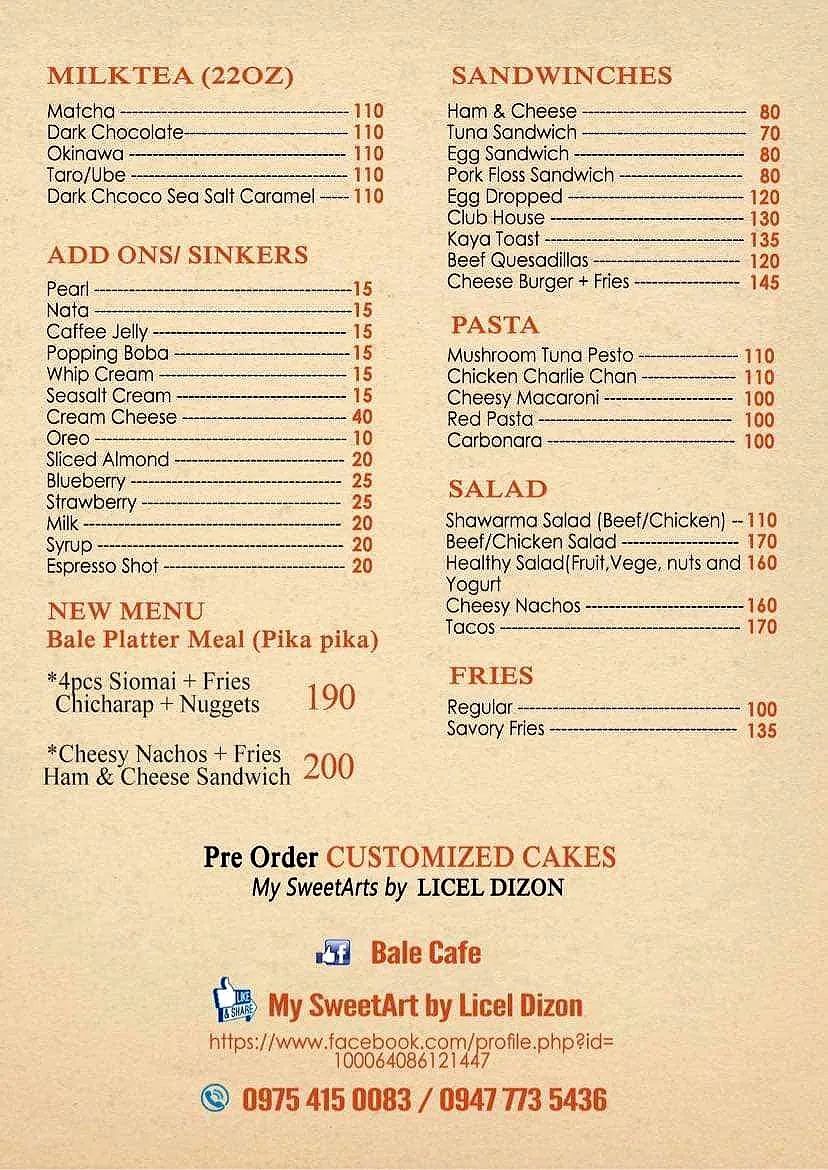 MILKTEA (22OZ)
Matcha 110
Dark Chocolate 110
Okinawa 110
Taro/Ube 110
Dark Chcoco Sea Salt Caramel 110
ADD ONS/ SINKERS
Pearl 15
Nata 15
Caffee Jelly 15
Popping Boba 15
Whip Cream 15
Seasalt Cream 15
Cream Cheese 40
Oreo 10
Sliced Almond 20
Blueberry 25
Strawberry 25
Milk 20
Syrup 20
Espresso Shot 20
NEW MENU
Bale Platter Meal (Pika pika)
*4pcs Siomai + Fries
Chicharap + Nuggets 190
*Cheesy Nachos + Fries
Ham & Cheese Sandwich 200
SANDWINCHES
Ham & Cheese 80
Tuna Sandwich 70
Egg Sandwich 80
Pork Floss Sandwich 80
Egg Dropped 120
Club House 130
Kaya Toast 135
Beef Quesadillas 120
Cheese Burger + Fries 145
PASTA
Mushroom Tuna Pesto 110
Chicken Charlie Chan 110
Cheesy Macaroni 100
Red Pasta 100
Carbonara 100
SALAD
Shawarma Salad (Beef/Chicken) 110
Beef/Chicken Salad 170
Healthy Salad(Fruit,Vege, nuts and 160
Yogurt
Cheesy Nachos 160
Tacos 170
FRIES
Regular 100
Savory Fries 135
Pre Order CUSTOMIZED CAKES
My SweetArts by LICEL DIZON
Bale Cafe
LIKE
& SHARE
My SweetArt by Licel Dizon
https://www.facebook.com/profile.php?id=
100064086121447
0975 415 0083 / 0947 773 5436